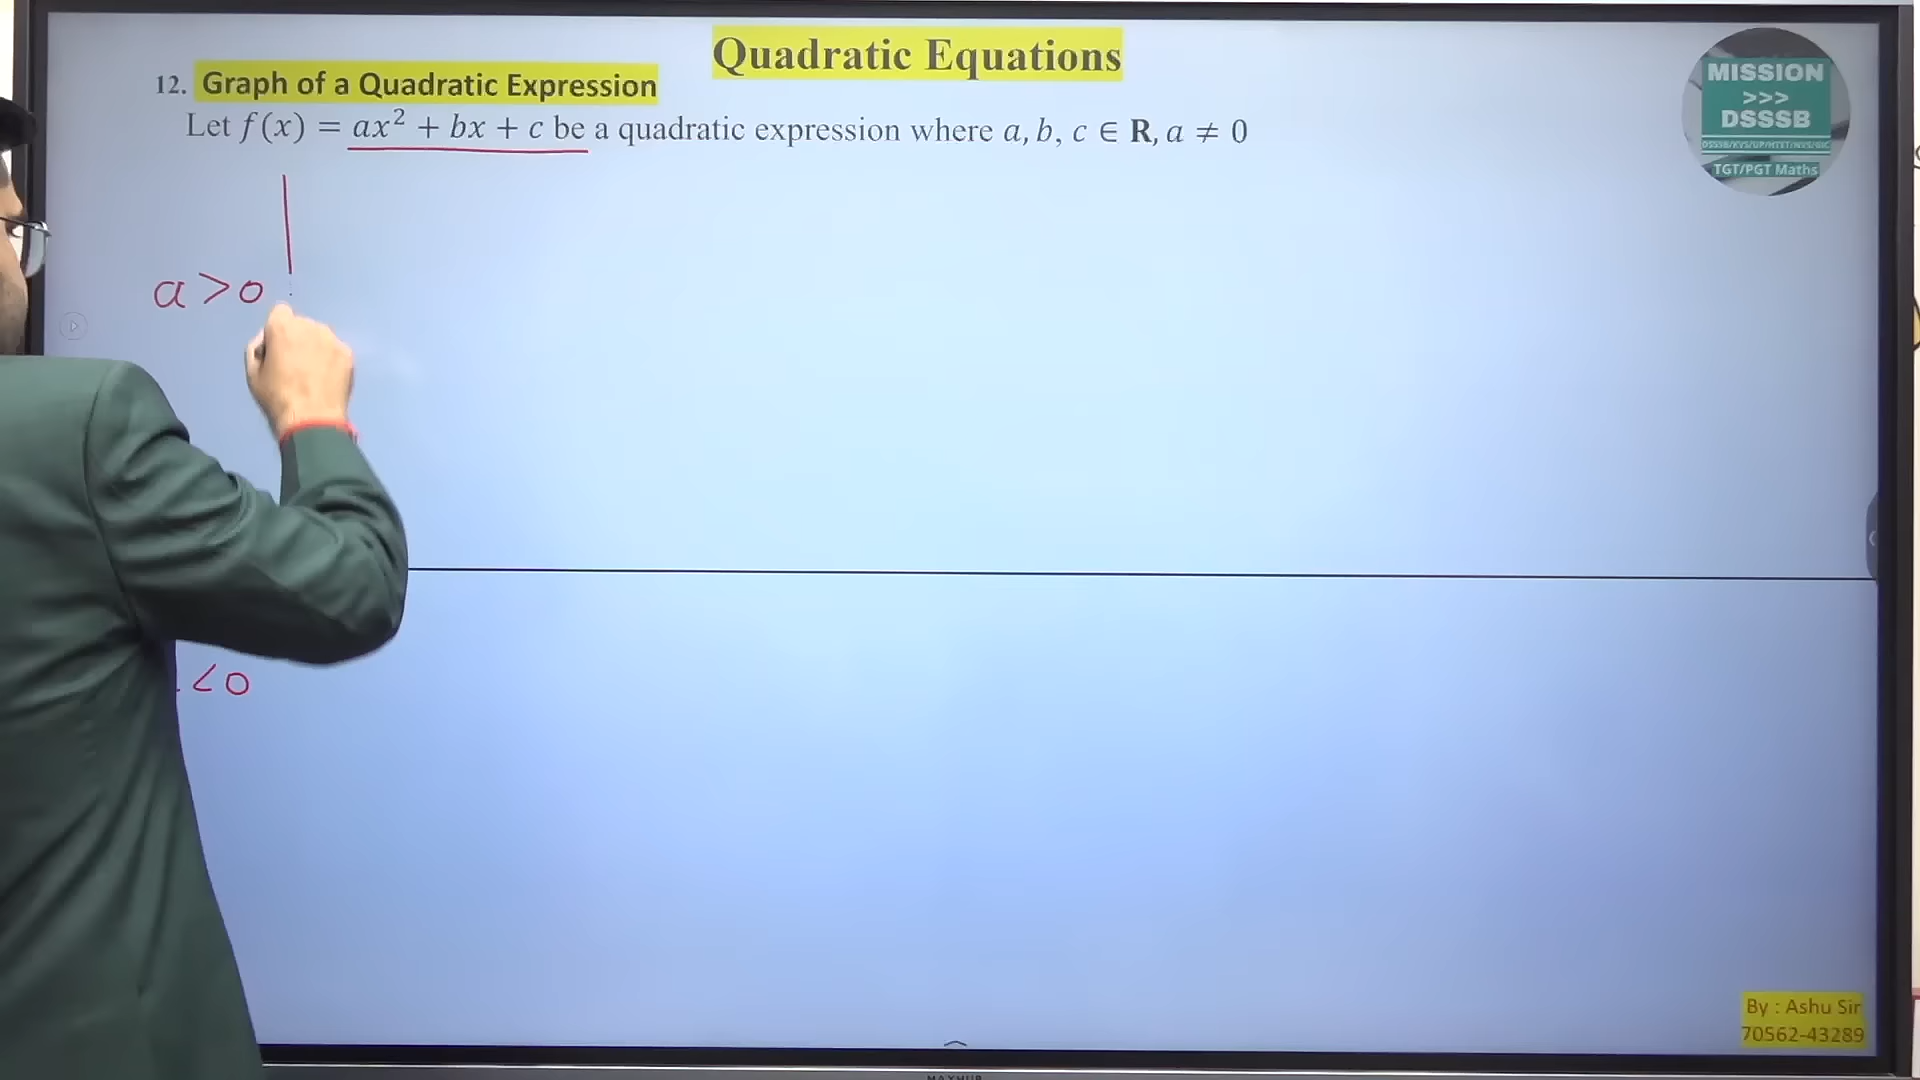 Quadratic Equations
12. Graph of a Quadratic Expression
Let f(x) = ax² + bx + c be a quadratic expression where a, b, c ∈ R, a ≠ 0
a>0
<0
MISSION
>>>
DSSSB
TGT/PGT Maths
By : Ashu Sir
70562-43289